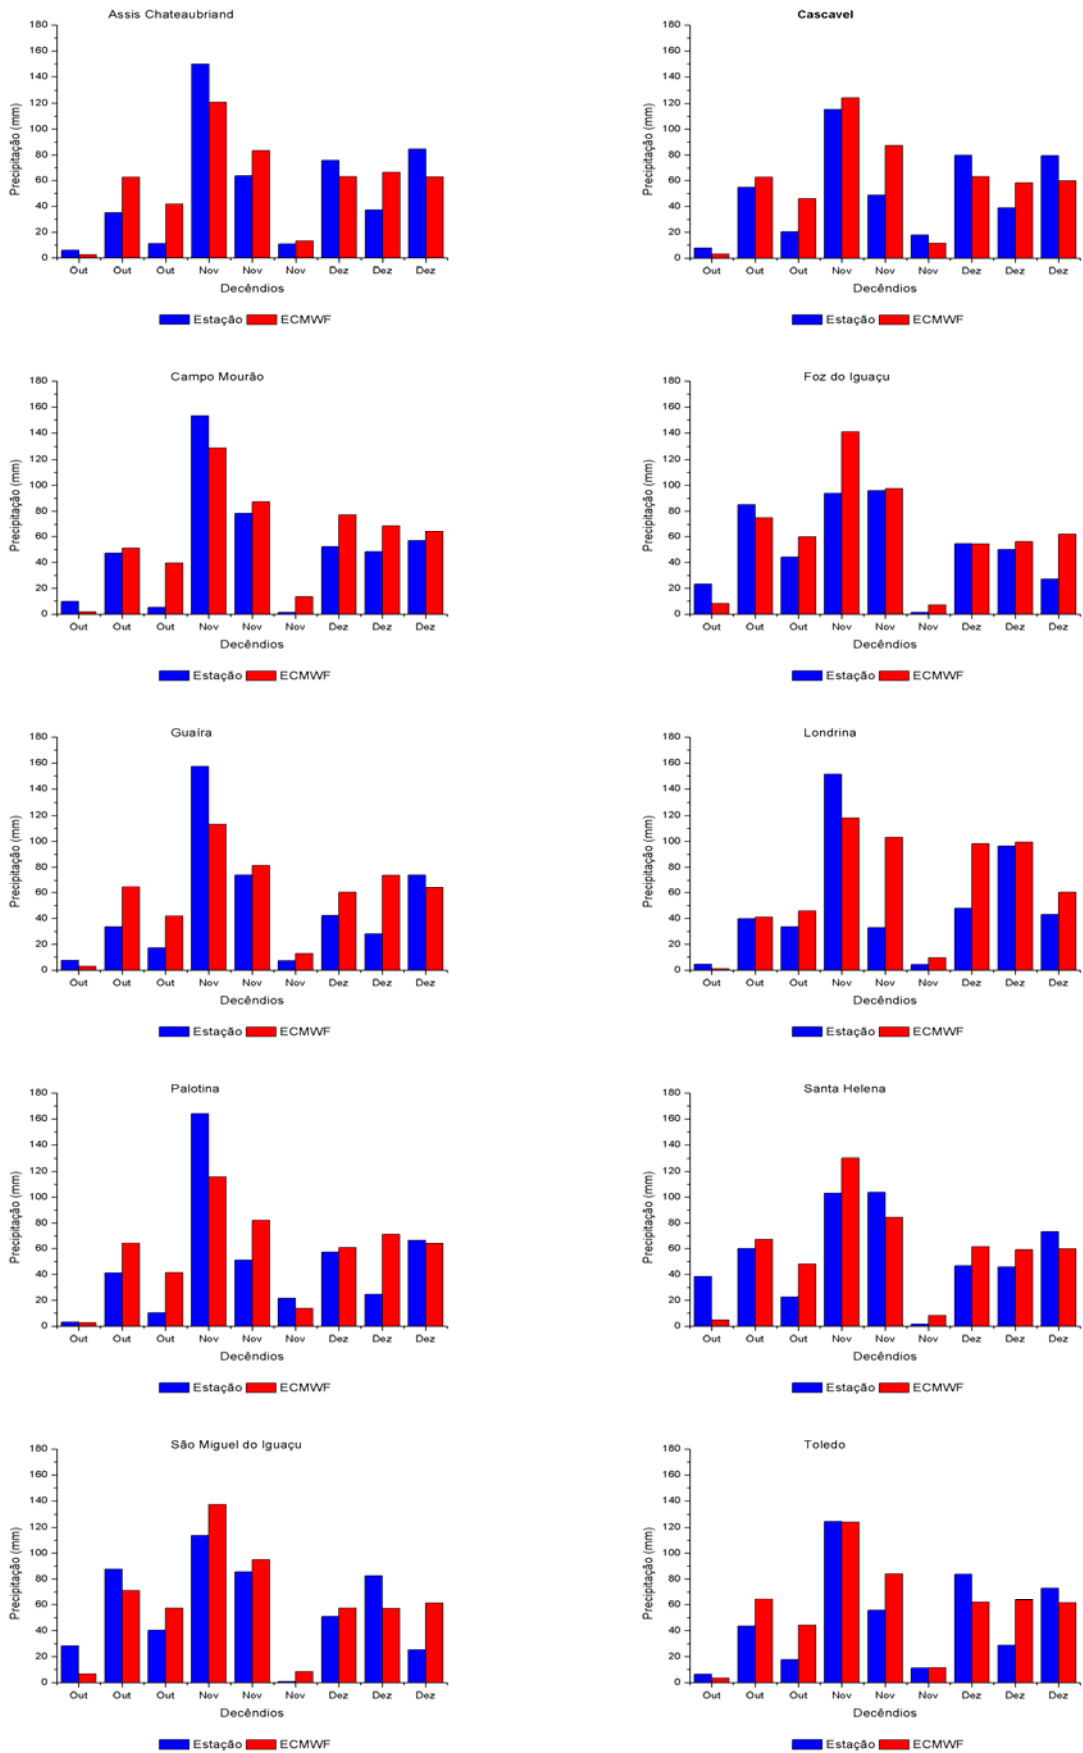 Assis Chateaubriand
Precipitação (mm)
180
160
140
120
100
80
60
40
20
0
Out Out Out Nov Nov Nov Dez Dez Dez
Decêndios
Estação ECMWF
Cascavel
Precipitação (mm)
180
160
140
120
100
80
60
40
20
0
Out Out Out Nov Nov Nov Dez Dez Dez
Decêndios
Estação ECMWF
Campo Mourão
Precipitação (mm)
180
160
140
120
100
80
60
40
20
0
Out Out Out Nov Nov Nov Dez Dez Dez
Decêndios
Estação ECMWF
Foz do Iguaçu
Precipitação (mm)
180
160
140
120
100
80
60
40
20
0
Out Out Out Nov Nov Nov Dez Dez Dez
Decêndios
Estação ECMWF
Guaíra
Precipitação (mm)
180
160
140
120
100
80
60
40
20
0
Out Out Out Nov Nov Nov Dez Dez Dez
Decêndios
Estação ECMWF
Londrina
Precipitação (mm)
180
160
140
120
100
80
60
40
20
0
Out Out Out Nov Nov Nov Dez Dez Dez
Decêndios
Estação ECMWF
Palotina
Precipitação (mm)
180
160
140
120
100
80
60
40
20
0
Out Out Out Nov Nov Nov Dez Dez Dez
Decêndios
Estação ECMWF
Santa Helena
Precipitação (mm)
180
160
140
120
100
80
60
40
20
0
Out Out Out Nov Nov Nov Dez Dez Dez
Decêndios
Estação ECMWF
São Miguel do Iguaçu
Precipitação (mm)
180
160
140
120
100
80
60
40
20
0
Out Out Out Nov Nov Nov Dez Dez Dez
Decêndios
Estação ECMWF
Toledo
Precipitação (mm)
180
160
140
120
100
80
60
40
20
0
Out Out Out Nov Nov Nov Dez Dez Dez
Decêndios
Estação ECMWF